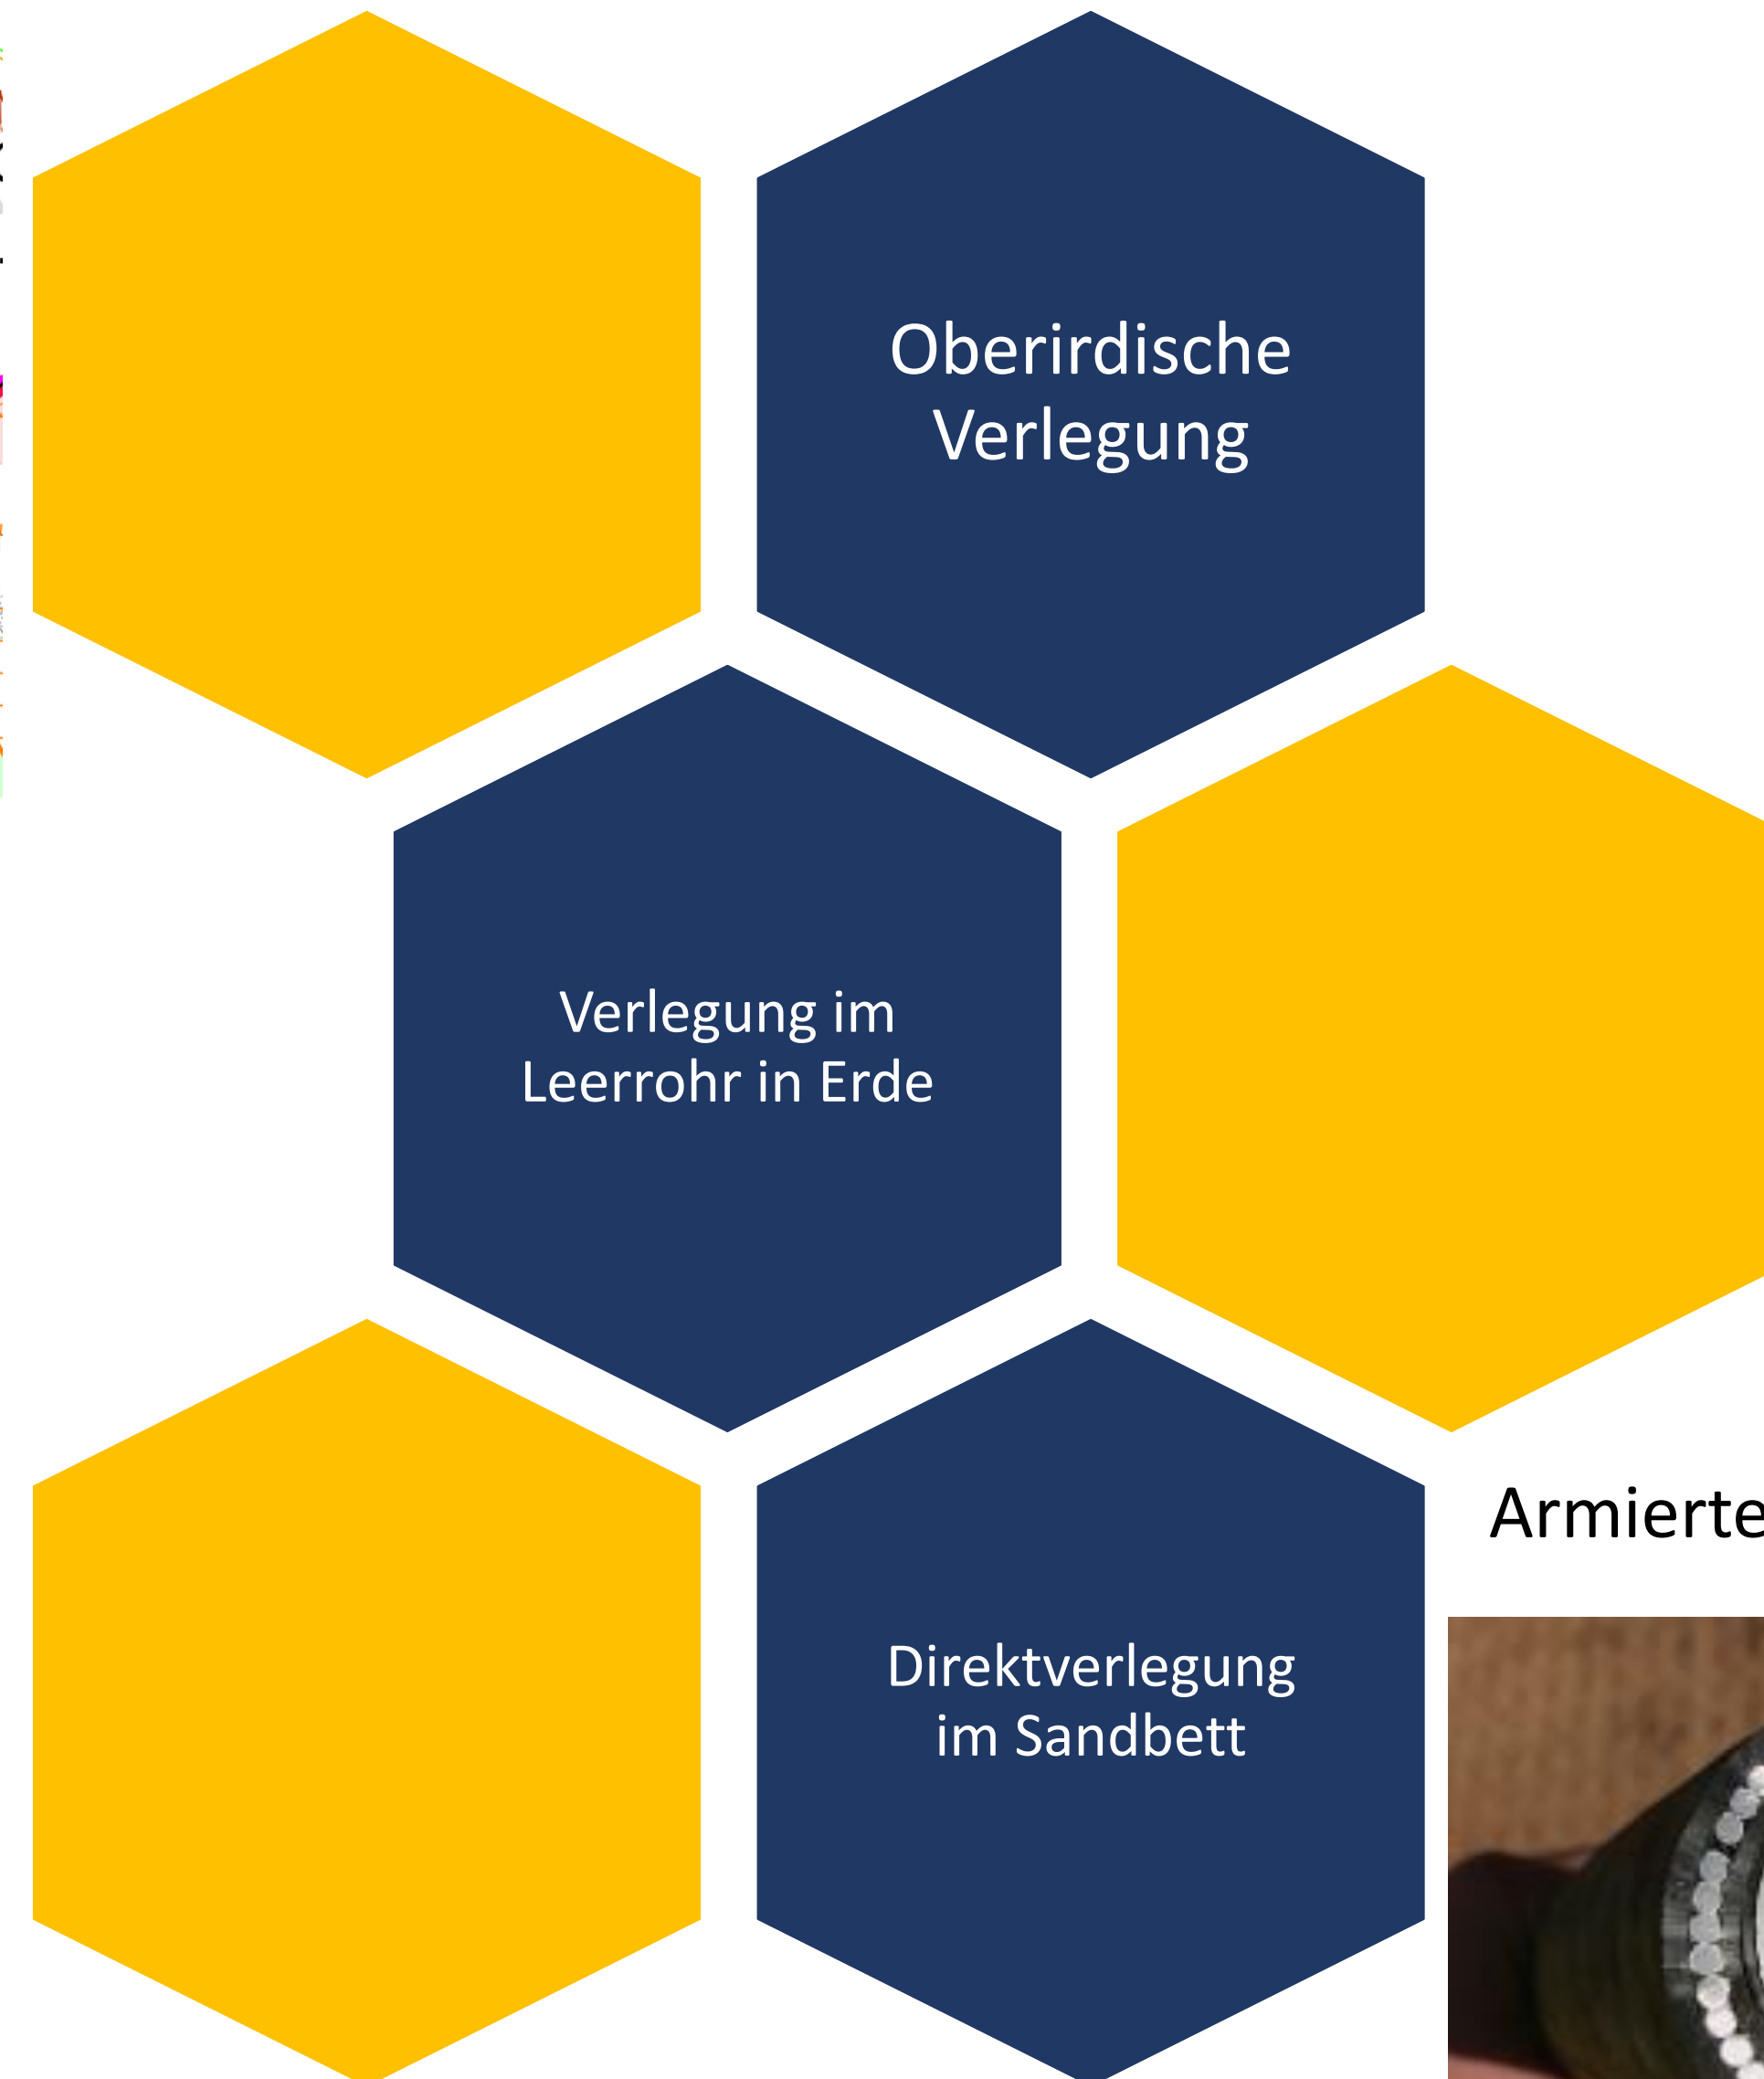 Oberirdische
Verlegung
Verlegung im
Leerrohr in Erde
Armierte
Direktverlegung
im Sandbett